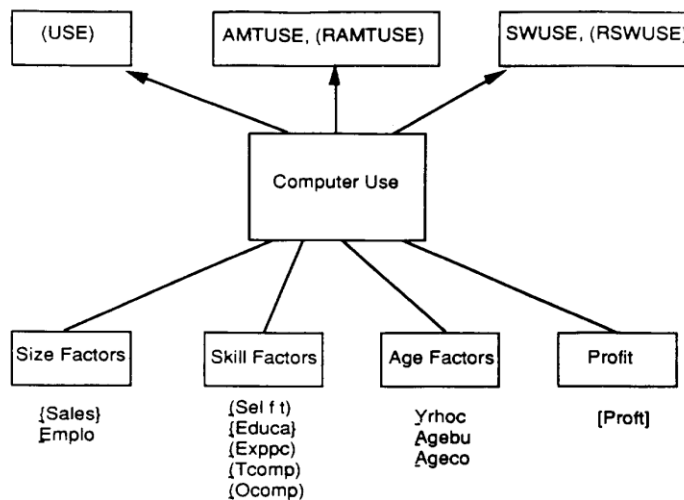 (USE)
AMTUSE, (RAMTUSE)
SWUSE, (RSWUSE)
Computer Use
Size Factors
Skill Factors
Age Factors
Profit
{Sales}
Emplo
(Sel f t)
{Educa}
(Exppc)
(Tcomp)
(Ocomp)
Yrhoc
Agebu
Ageco
[Proft]